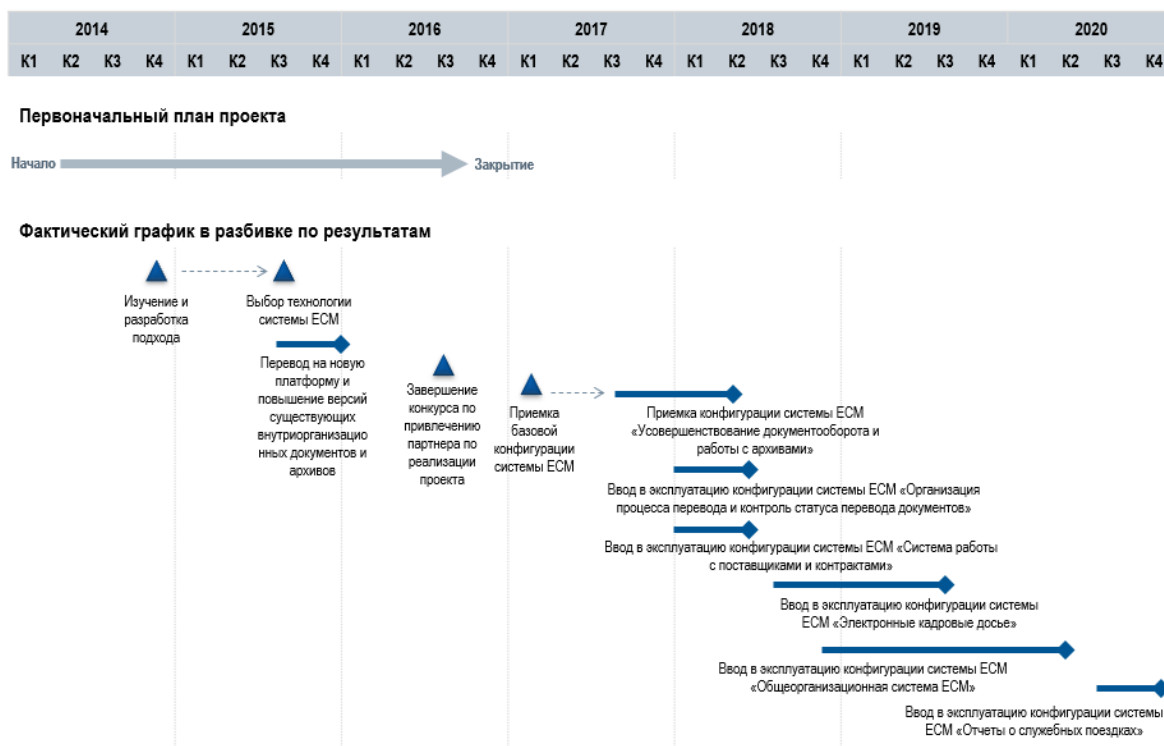 2014 2015 2016 2017 2018 2019 2020
К1 К2 К3 К4 К1 К2 К3 К4 К1 К2 К3 К4 К1 К2 К3 К4 К1 К2 К3 К4 К1 К2 К3 К4 К1 К2 К3 К4
Первоначальный план проекта
Начало
Закрытие
Фактический график в разбивке по результатам
Изучение и
разработка
подхода
Выбор технологии
системы ECM
Перевод на новую
платформу и
повышение версий
существующих
внутриорганизацио
нных документов и
архивов
Завершение
конкурса по
привлечению
партнера по
реализации
проекта
Приемка
базовой
конфигурации
системы ECM
Приемка конфигурации системы ECM
«Усовершенствование документооборота и
работы с архивами»
Ввод в эксплуатацию конфигурации системы ECM «Организация
процесса перевода и контроль статуса перевода документов»
Ввод в эксплуатацию конфигурации системы ECM «Система работы
с поставщиками и контрактами»
Ввод в эксплуатацию конфигурации системы
ECM «Электронные кадровые досье»
Ввод в эксплуатацию конфигурации системы ECM
«Общеорганизационная система ECM»
Ввод в эксплуатацию конфигурации системы
ECM «Отчеты о служебных поездках»